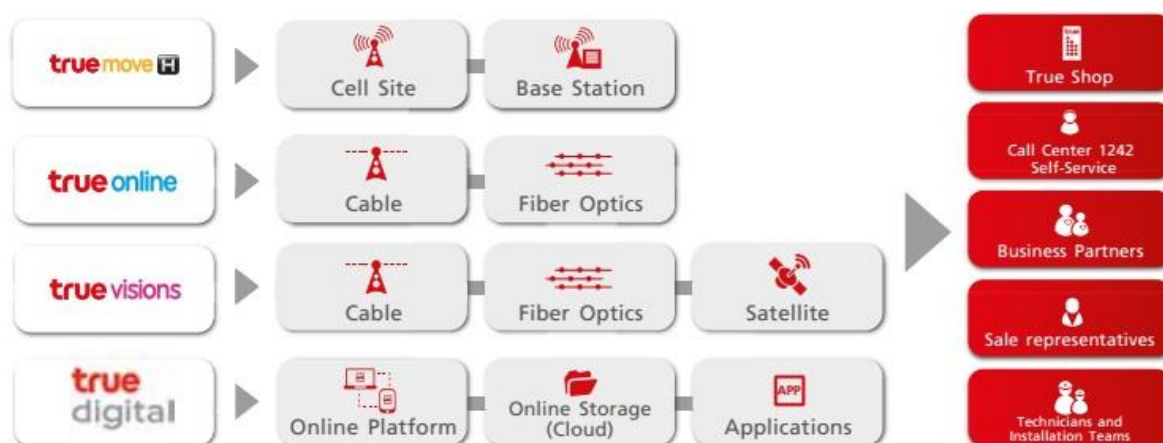 truemove H
Cell Site
Base Station
true online
Cable
Fiber Optics
true visions
Cable
Fiber Optics
Satellite
true
digital
Online Platform
Online Storage
(Cloud)
APP
Applications
true
True Shop
Call Center 1242
Self-Service
Business Partners
Sale representatives
Technicians and
Installation Teams